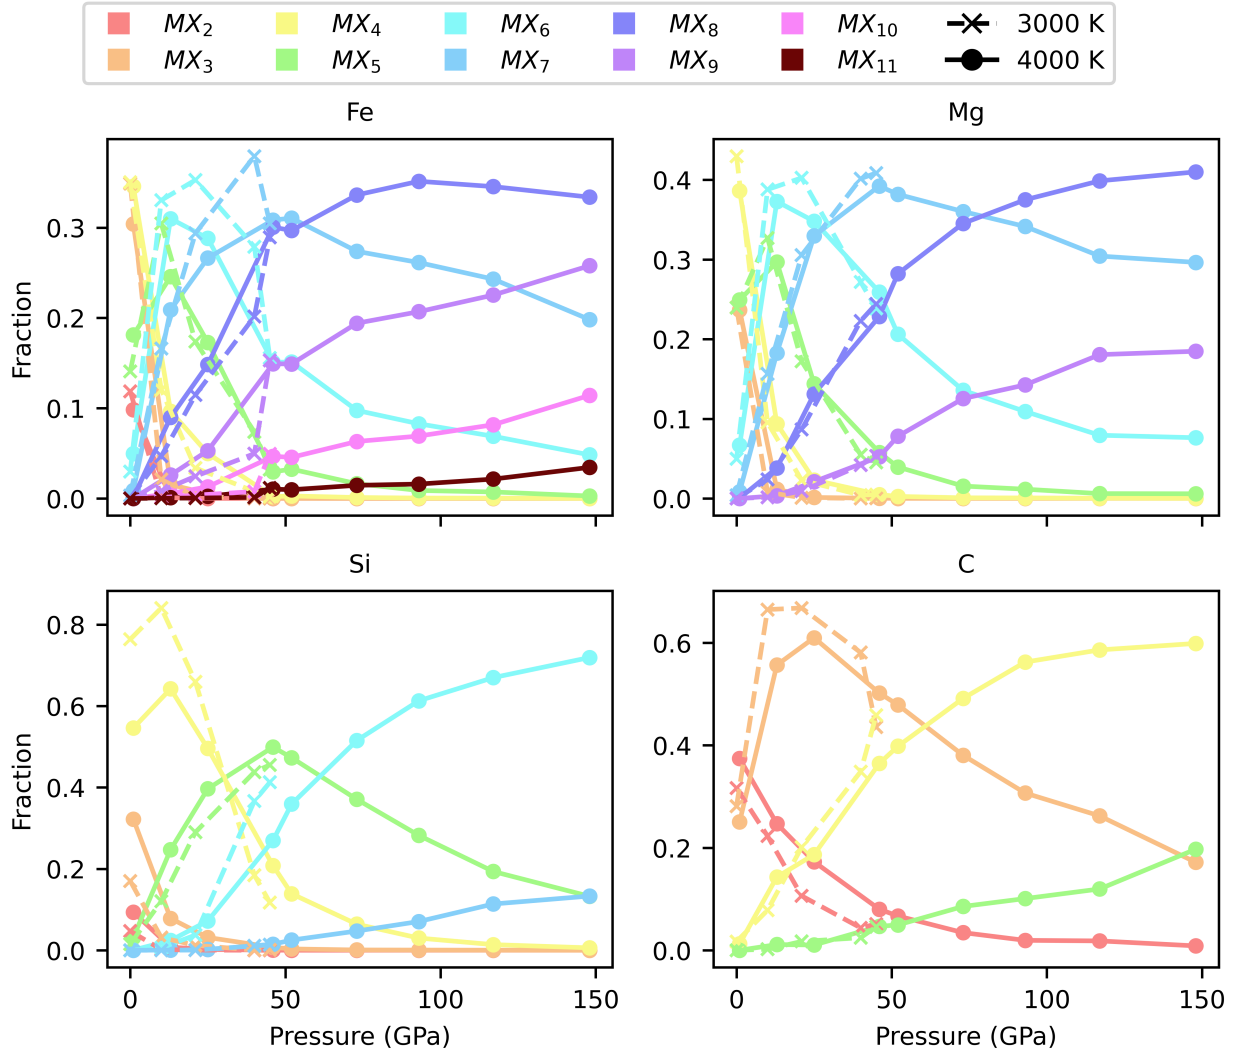 MX₂ MX₄ MX₆ MX₈ MX₁₀ 3000 K
MX₃ MX₅ MX₇ MX₉ MX₁₁ 4000 K
Fe Mg
0.3
0.2
0.1
0.0
Fraction
0.4
0.3
0.2
0.1
0.0
Si C
0.8
0.6
0.4
0.2
0.0
Fraction
0.6
0.4
0.2
0.0
0 50 100 150 0 50 100 150
Pressure (GPa) Pressure (GPa)